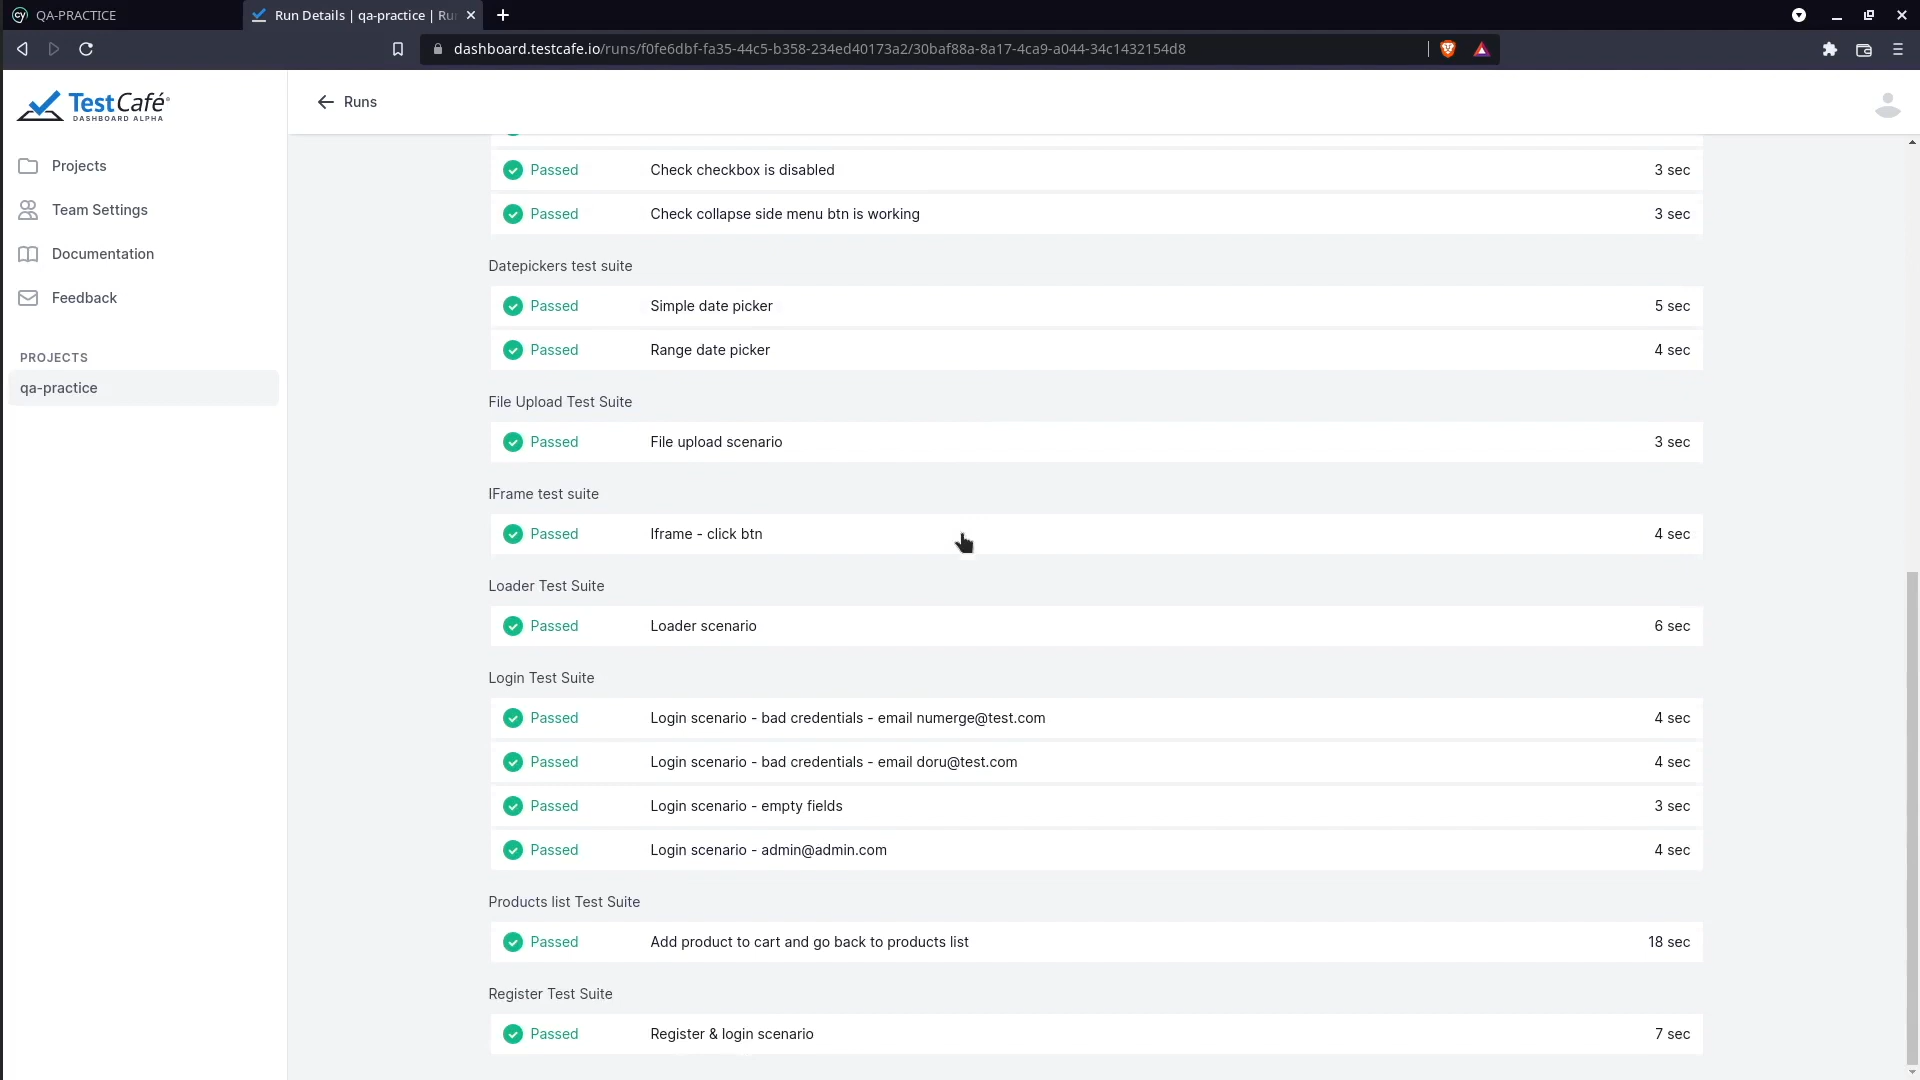 QA-PRACTICE
Run Details | qa-practice | Ru
dashboard.testcafe.io/runs/f0fe6dbf-fa35-44c5-b358-234ed40173a2/30baf88a-8a17-4ca9-a044-34c1432154d8
TestCafé
DASHBOARD ALPHA
Runs
Projects
Team Settings
Documentation
Feedback
PROJECTS
qa-practice
Passed Check checkbox is disabled 3 sec
Passed Check collapse side menu btn is working 3 sec
Datepickers test suite
Passed Simple date picker 5 sec
Passed Range date picker 4 sec
File Upload Test Suite
Passed File upload scenario 3 sec
IFrame test suite
Passed Iframe - click btn 4 sec
Loader Test Suite
Passed Loader scenario 6 sec
Login Test Suite
Passed Login scenario - bad credentials - email numerge@test.com 4 sec
Passed Login scenario - bad credentials - email doru@test.com 4 sec
Passed Login scenario - empty fields 3 sec
Passed Login scenario - admin@admin.com 4 sec
Products list Test Suite
Passed Add product to cart and go back to products list 18 sec
Register Test Suite
Passed Register & login scenario 7 sec